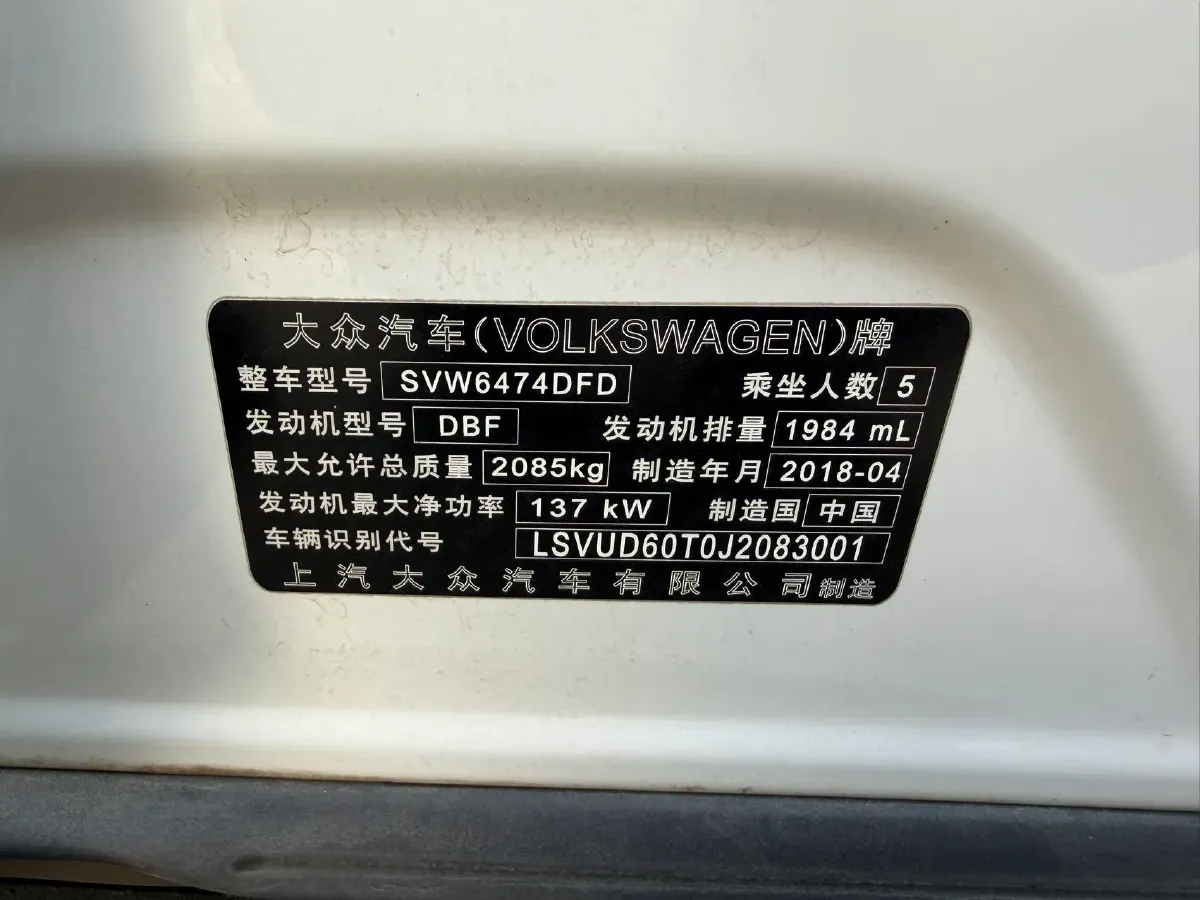 大众汽车(VOLKSWAGEN)牌
整车型号 SVW6474DFD 乘坐人数 5
发动机型号 DBF 发动机排量 1984 mL
最大允许总质量 2085kg 制造年月 2018-04
发动机最大净功率 137 kW 制造国 中国
车辆识别代号 LSVUD60T0J2083001
上汽大众汽车有限公司制造